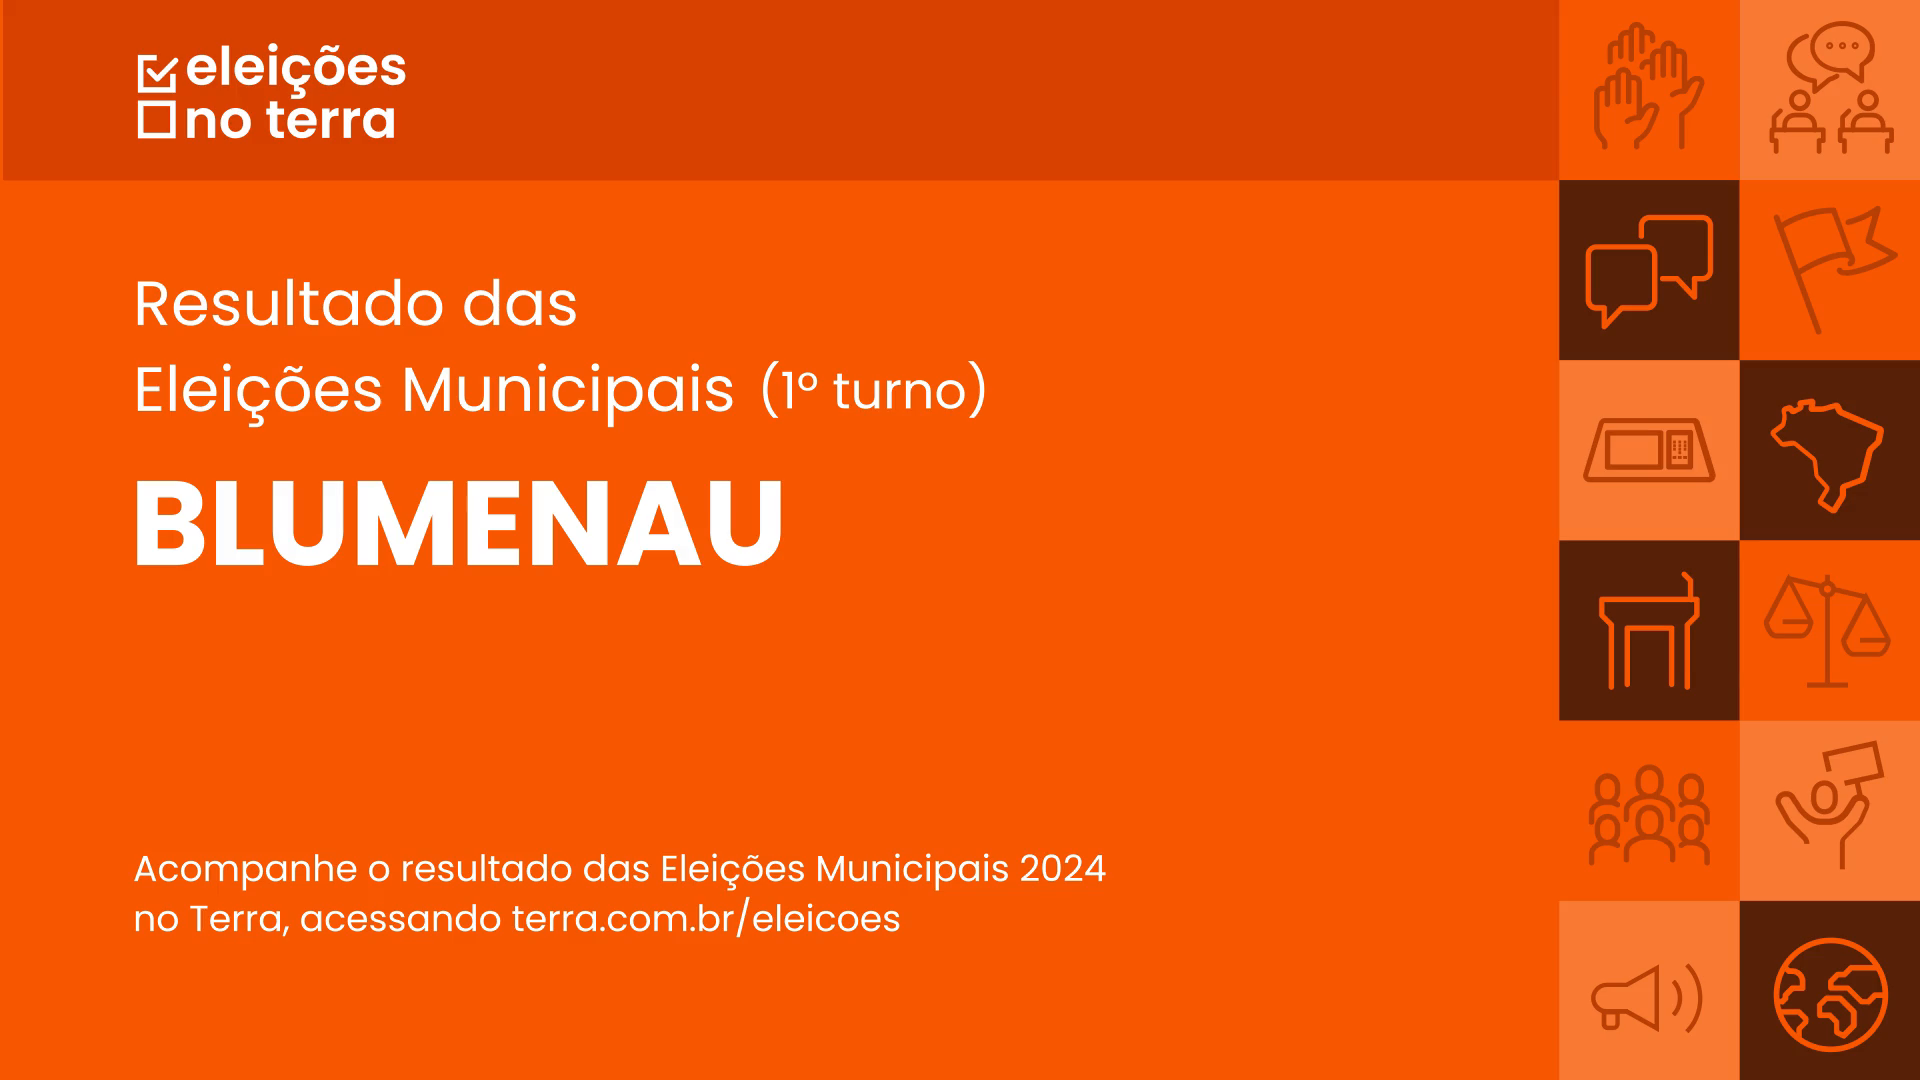 eleições
no terra
Resultado das
Eleições Municipais (1º turno)
BLUMENAU
Acompanhe o resultado das Eleições Municipais 2024
no Terra, acessando terra.com.br/eleicoes